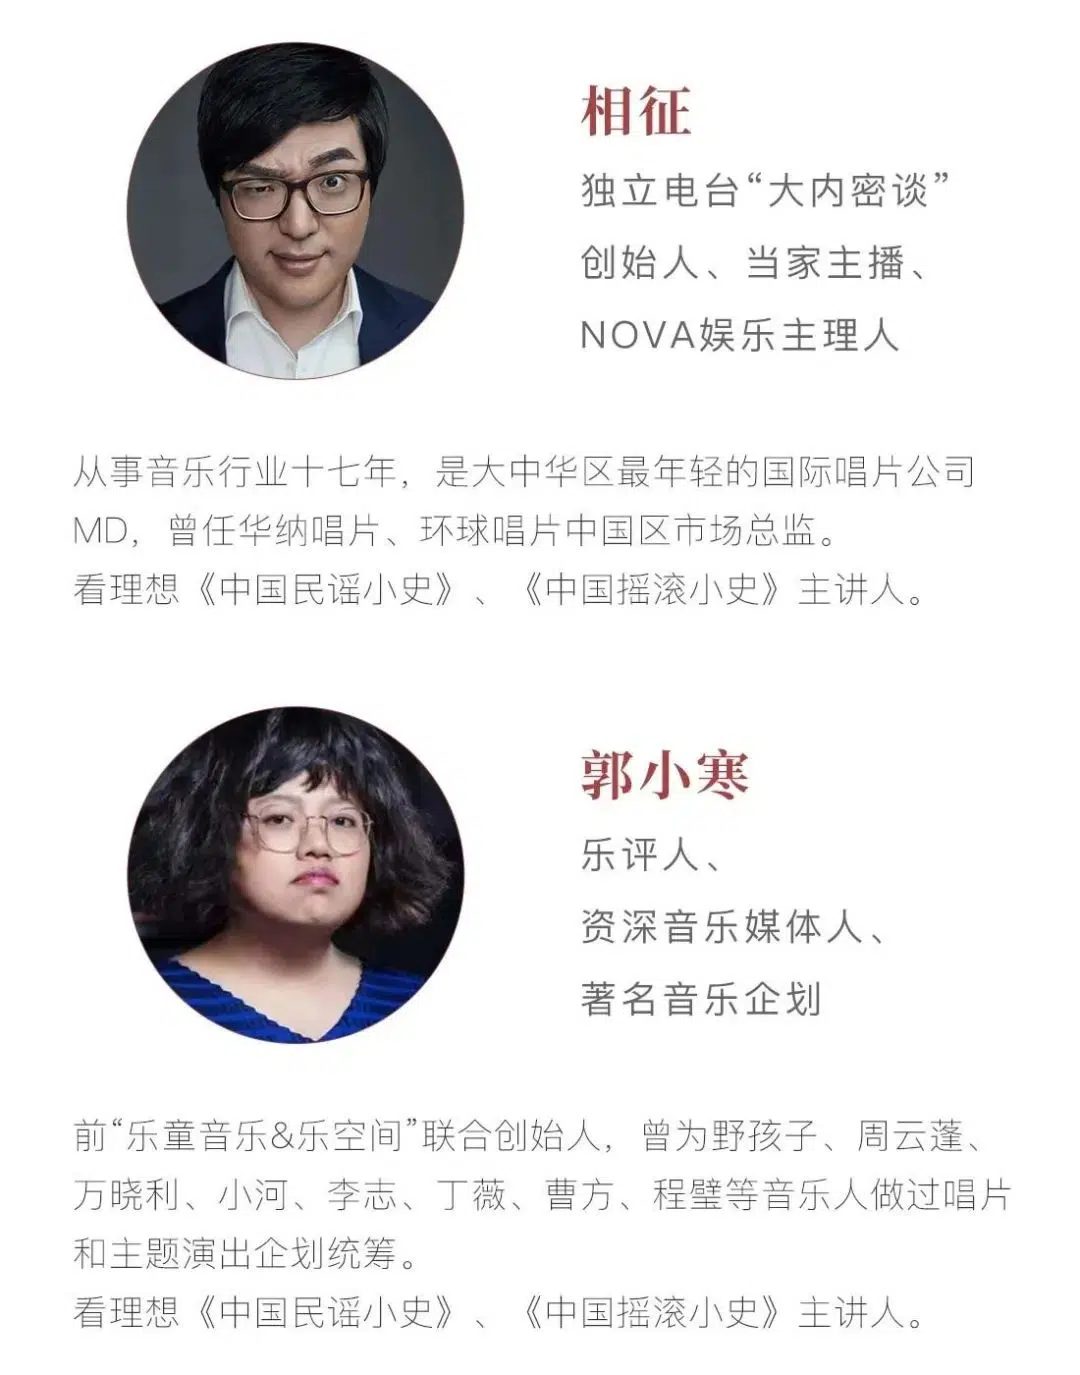 相征
独立电台“大内密谈”
创始人、当家主播、
NOVA娱乐主理人
从事音乐行业十七年，是大中华区最年轻的国际唱片公司
MD，曾任华纳唱片、环球唱片中国区市场总监。
看理想《中国民谣小史》、《中国摇滚小史》主讲人。
郭小寒
乐评人、
资深音乐媒体人、
著名音乐企划
前“乐童音乐&乐空间”联合创始人，曾为野孩子、周云蓬、
万晓利、小河、李志、丁薇、曹方、程璧等音乐人做过唱片
和主题演出企划统筹。
看理想《中国民谣小史》、《中国摇滚小史》主讲人。